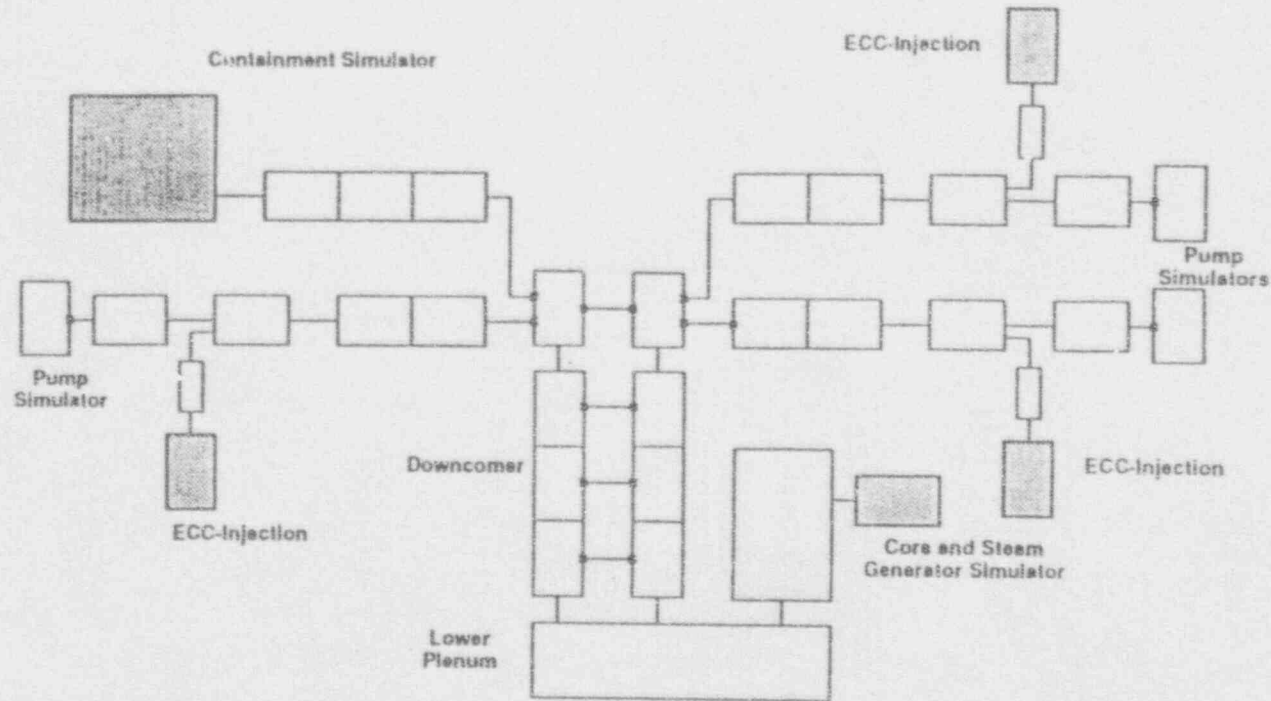 ECC-Injection
Containment Simulator
Pump
Simulators
Pump
Simulator
Downcomer
ECC-Injection
ECC-Injection
Core and Steam
Generator Simulator
Lower
Plenum